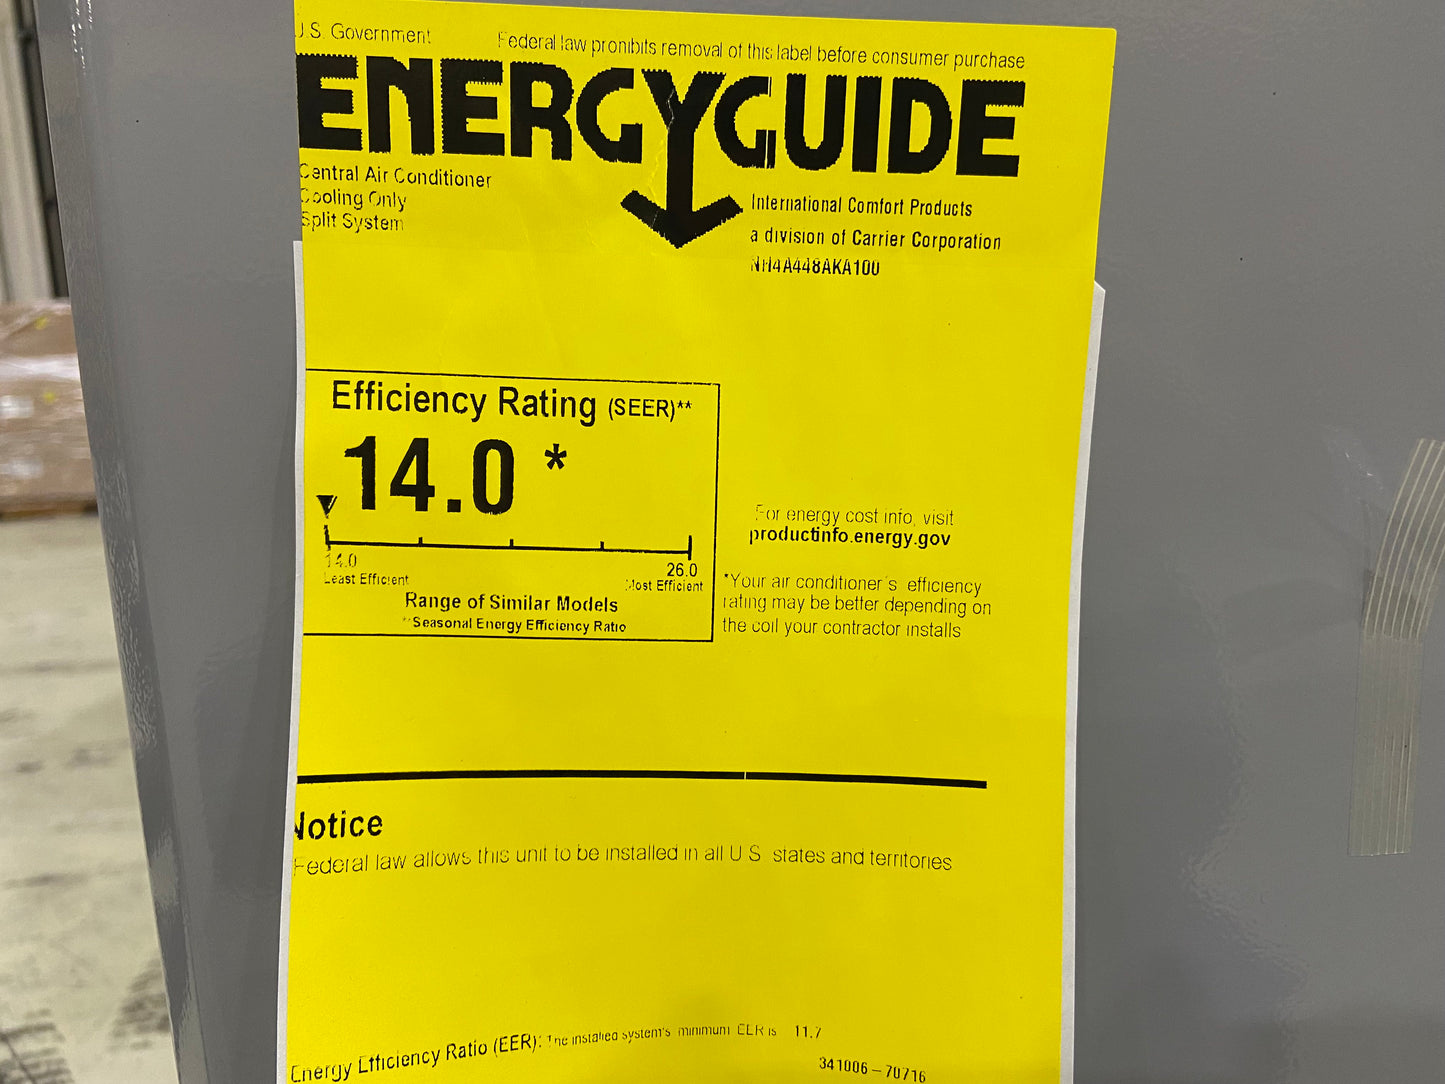 U.S. Government Federal law prohibits removal of this label before consumer purchase
ENERGYGUIDE
Central Air Conditioner
Cooling Only
Split System
International Comfort Products
a division of Carrier Corporation
NH4A448AKA100
Efficiency Rating (SEER)**
14.0 *
14.0
Least Efficient
26.0
Most Efficient
Range of Similar Models
**Seasonal Energy Efficiency Ratio
For energy cost info, visit
productinfo.energy.gov
*Your air conditioner's efficiency
rating may be better depending on
the coil your contractor installs
Notice
Federal law allows this unit to be installed in all U S states and territories
Energy Efficiency Ratio (EER): The installed system's minimum EER is 11.7
341006 - 70716